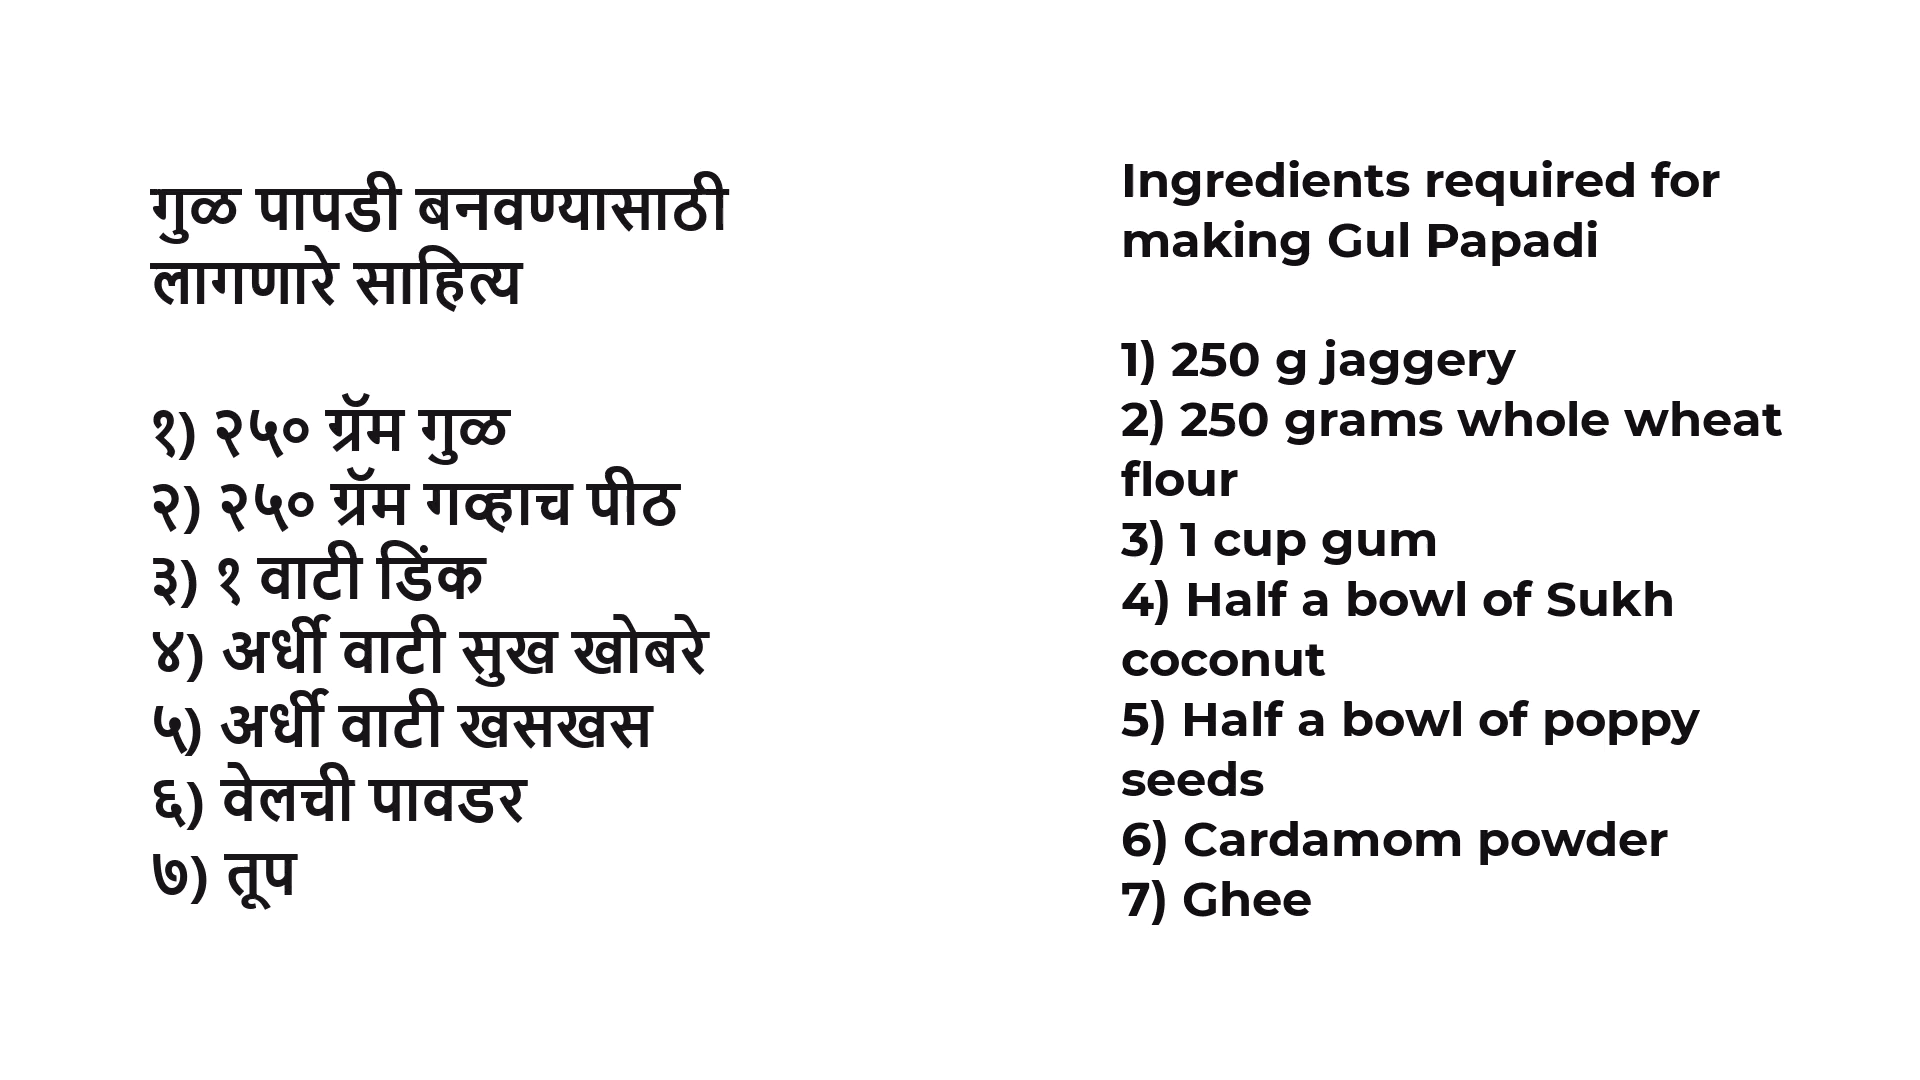 गुळ पापडी बनवण्यासाठी
लागणारे साहित्य
१) २५० ग्रॅम गुळ
२) २५० ग्रॅम गव्हाच पीठ
३) १ वाटी डिंक
४) अर्धी वाटी सुख खोबरे
५) अर्धी वाटी खसखस
६) वेलची पावडर
७) तूप
Ingredients required for
making Gul Papadi
1) 250 g jaggery
2) 250 grams whole wheat
flour
3) 1 cup gum
4) Half a bowl of Sukh
coconut
5) Half a bowl of poppy
seeds
6) Cardamom powder
7) Ghee